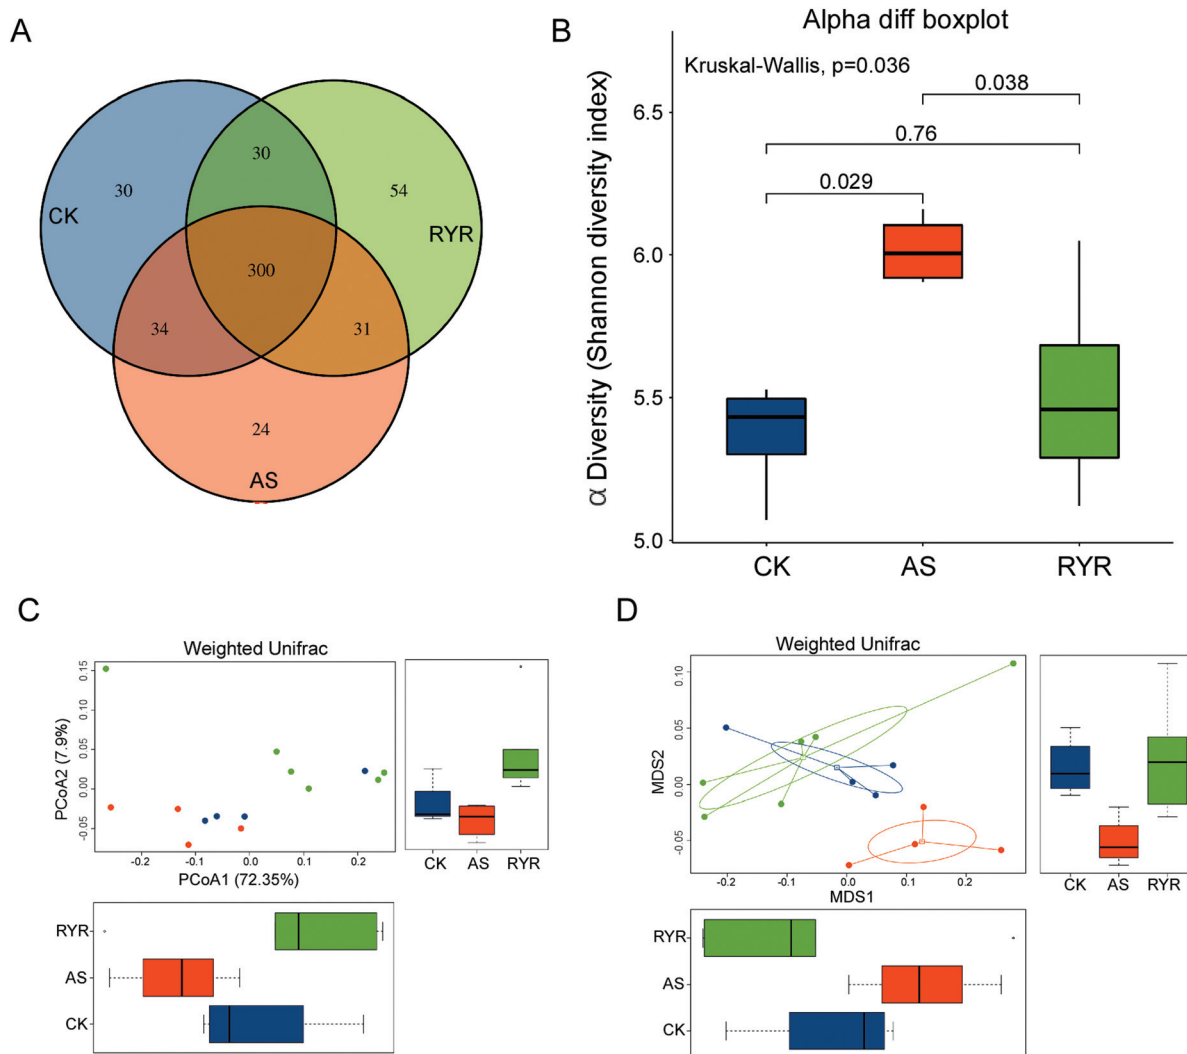 A
30
30
54
CK
RYR
300
34
31
24
AS
B
Alpha diff boxplot
Kruskal-Wallis, p=0.036
0.038
0.76
0.029
α Diversity (Shannon diversity index)
6.5
6.0
5.5
5.0
CK AS RYR
C
Weighted Unifrac
PCoA2 (7.9%)
0.15
0.10
0.05
0.00
-0.05
-0.2 -0.1 0.0 0.1 0.2
PCoA1 (72.35%)
CK AS RYR
RYR
AS
CK
D
Weighted Unifrac
MDS2
0.10
0.05
0.00
-0.05
-0.2 -0.1 0.0 0.1 0.2
MDS1
CK AS RYR
RYR
AS
CK